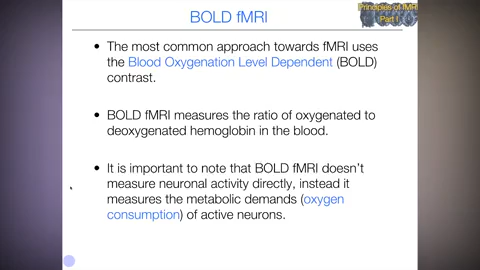 BOLD fMRI
Principles of fMRI
Part I
• The most common approach towards fMRI uses
the Blood Oxygenation Level Dependent (BOLD)
contrast.
• BOLD fMRI measures the ratio of oxygenated to
deoxygenated hemoglobin in the blood.
• It is important to note that BOLD fMRI doesn't
measure neuronal activity directly, instead it
measures the metabolic demands (oxygen
consumption) of active neurons.